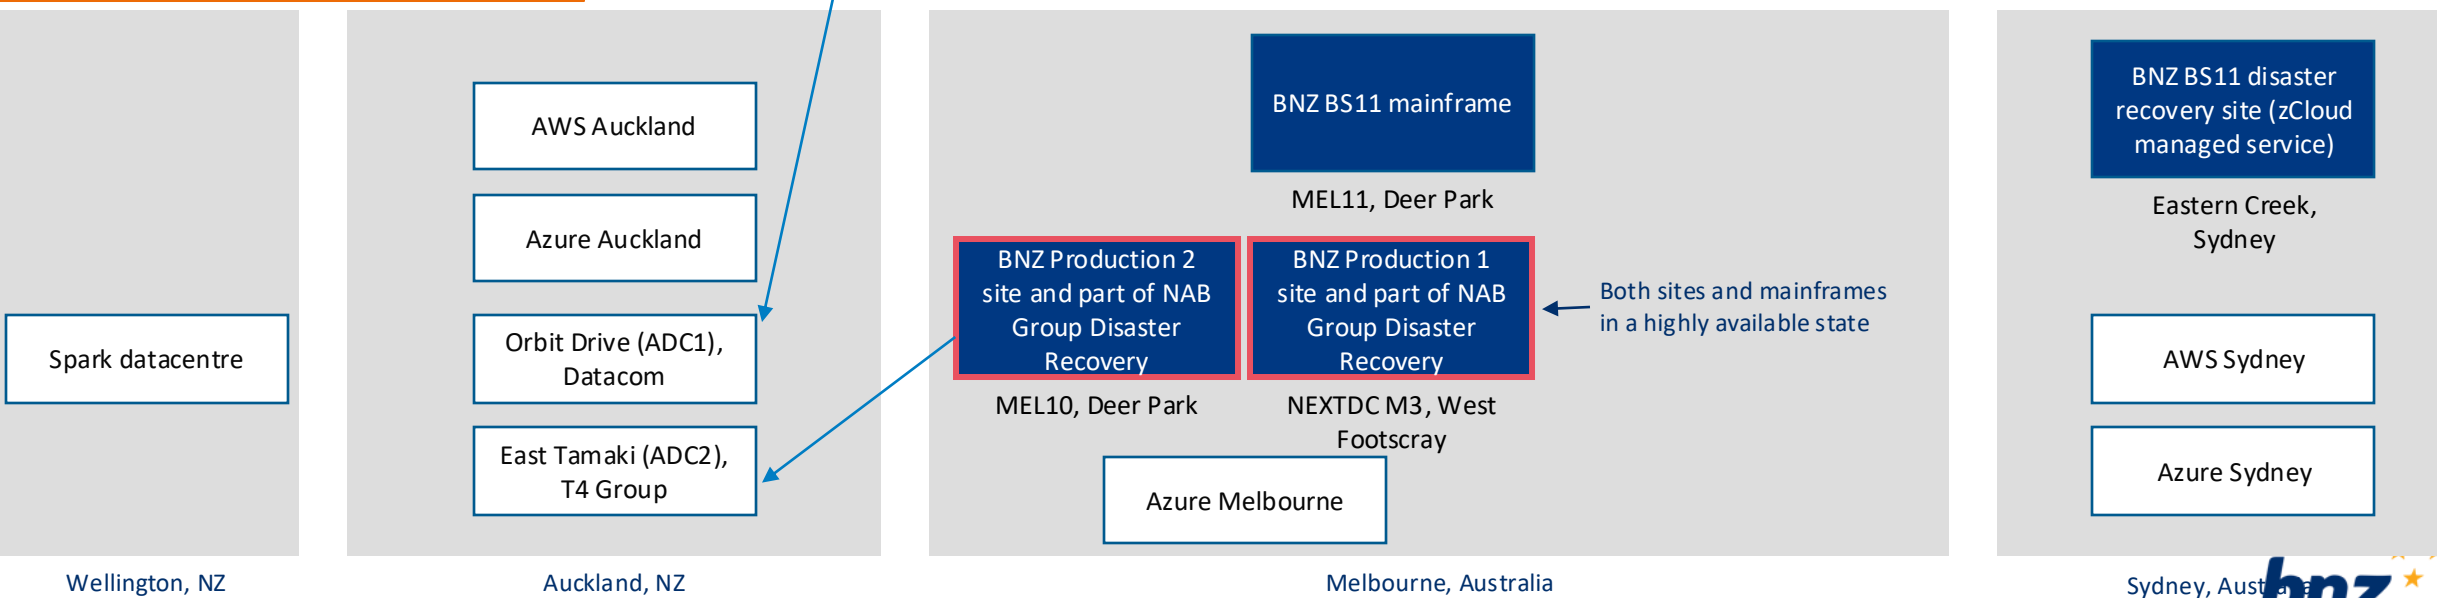 Spark datacentre
Wellington, NZ
AWS Auckland
Azure Auckland
Orbit Drive (ADC1),
Datacom
East Tamaki (ADC2),
T4 Group
Auckland, NZ
BNZ BS11 mainframe
MEL11, Deer Park
BNZ Production 2
site and part of NAB
Group Disaster
Recovery
MEL10, Deer Park
BNZ Production 1
site and part of NAB
Group Disaster
Recovery
NEXTDC M3, West
Footscray
Both sites and mainframes
in a highly available state
Azure Melbourne
Melbourne, Australia
BNZ BS11 disaster
recovery site (zCloud
managed service)
Eastern Creek,
Sydney
AWS Sydney
Azure Sydney
Sydney,
bnz